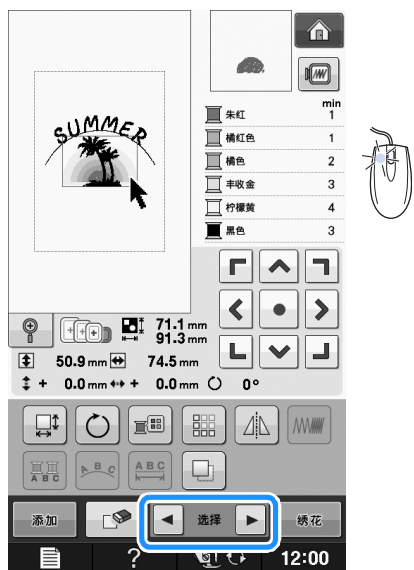 SUMMER
min
朱红 1
橘红色 1
橘色 2
丰收金 3
柠檬黄 4
黑色 3
71.1 mm
91.3 mm
50.9 mm 74.5 mm
+ 0.0 mm + 0.0 mm 0°
A B C A B C A B C
添加 选择 绣花
? 12:00